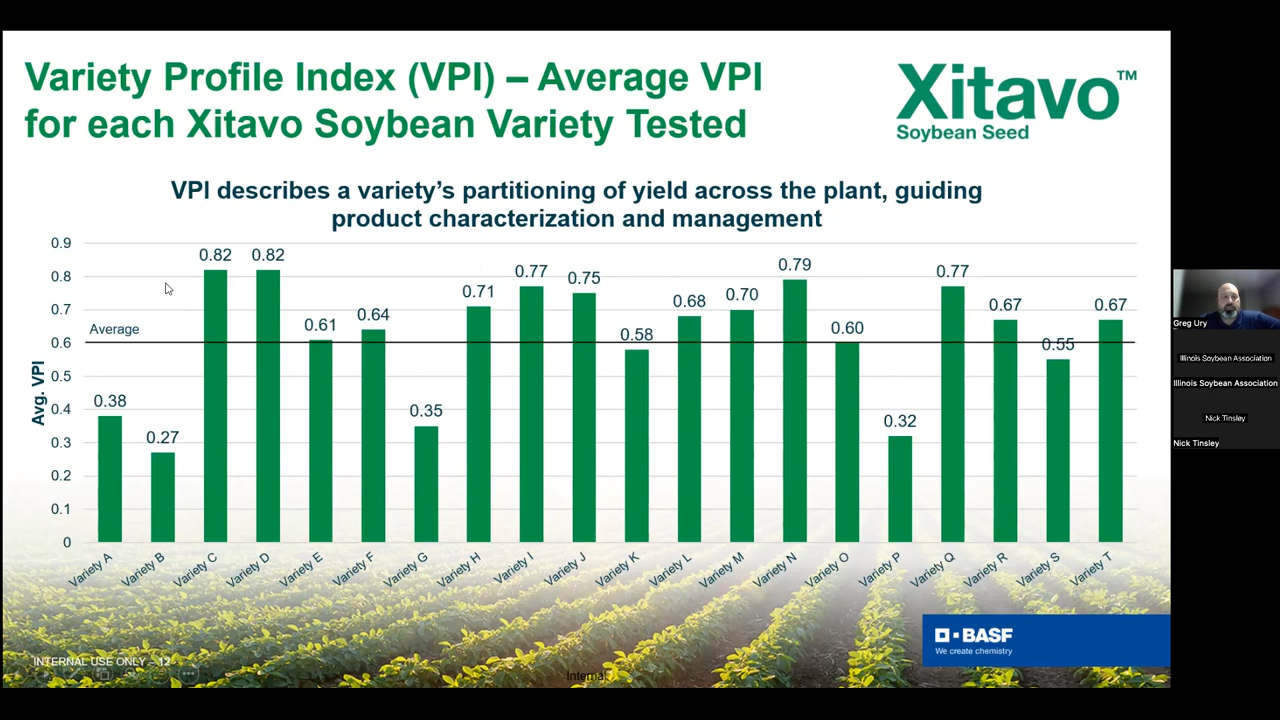 Variety Profile Index (VPI) – Average VPI
for each Xitavo Soybean Variety Tested
Xitavo™
Soybean Seed
VPI describes a variety's partitioning of yield across the plant, guiding
product characterization and management
Avg. VPI
0.9
0.8
0.7
0.6
0.5
0.4
0.3
0.2
0.1
0
Average
0.38
0.27
0.82
0.82
0.61
0.64
0.35
0.71
0.77
0.75
0.58
0.68
0.70
0.79
0.60
0.32
0.77
0.67
0.55
0.67
Variety A
Variety B
Variety C
Variety D
Variety E
Variety F
Variety G
Variety H
Variety I
Variety J
Variety K
Variety L
Variety M
Variety N
Variety O
Variety P
Variety Q
Variety R
Variety S
Variety T
INTERNAL USE ONLY - 12
Internal
BASF
We create chemistry
Greg Ury
Illinois Soybean Association
Illinois Soybean Association
Nick Tinsley
Nick Tinsley